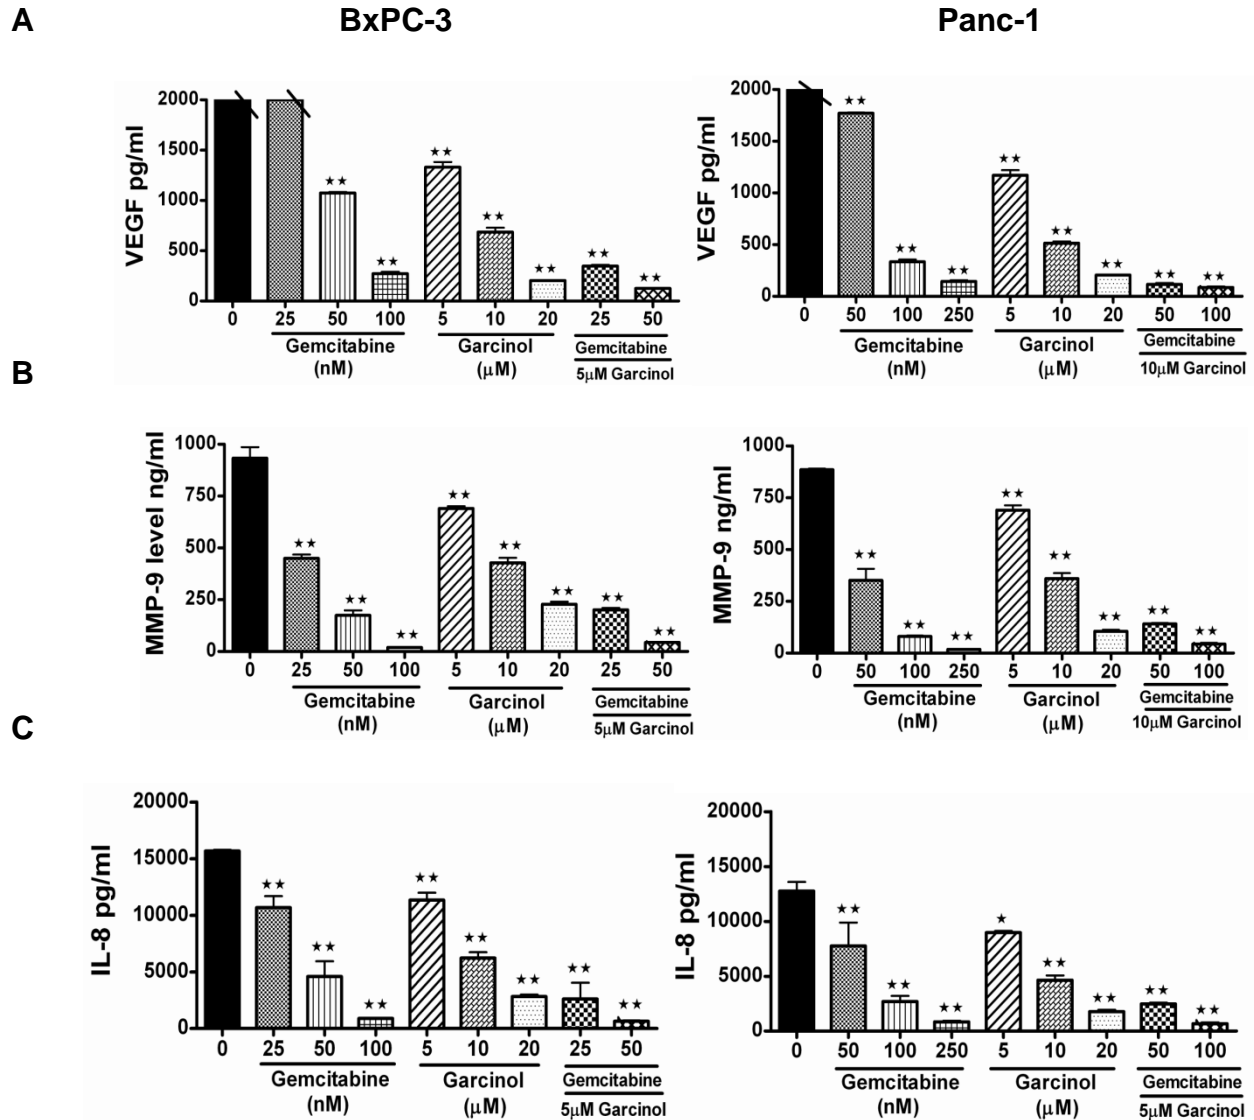 A
BxPC-3
Panc-1
VEGF pg/ml
2000
1500
1000
500
0
★★
★★
★★
★★
★★
★★
★★
0 25 50 100 5 10 20 25 50
Gemcitabine
(nM)
Garcinol
(μM)
Gemcitabine
5μM Garcinol
VEGF pg/ml
2000
1500
1000
500
0
★★
★★
★★
★★
★★
★★
★★
★★
0 50 100 250 5 10 20 50 100
Gemcitabine
(nM)
Garcinol
(μM)
Gemcitabine
10μM Garcinol
B
MMP-9 level ng/ml
1000
750
500
250
0
★★
★★
★★
★★
★★
★★
★★
★★
0 25 50 100 5 10 20 25 50
Gemcitabine
(nM)
Garcinol
(μM)
Gemcitabine
5μM Garcinol
MMP-9 ng/ml
1000
750
500
250
0
★★
★★
★★
★★
★★
★★
★★
★★
0 50 100 250 5 10 20 50 100
Gemcitabine
(nM)
Garcinol
(μM)
Gemcitabine
10μM Garcinol
C
IL-8 pg/ml
20000
15000
10000
5000
0
★★
★★
★★
★★
★★
★★
★★
★★
0 25 50 100 5 10 20 25 50
Gemcitabine
(nM)
Garcinol
(μM)
Gemcitabine
5μM Garcinol
IL-8 pg/ml
20000
15000
10000
5000
0
★★
★★
★★
★
★★
★★
★★
★★
0 50 100 250 5 10 20 50 100
Gemcitabine
(nM)
Garcinol
(μM)
Gemcitabine
5μM Garcinol